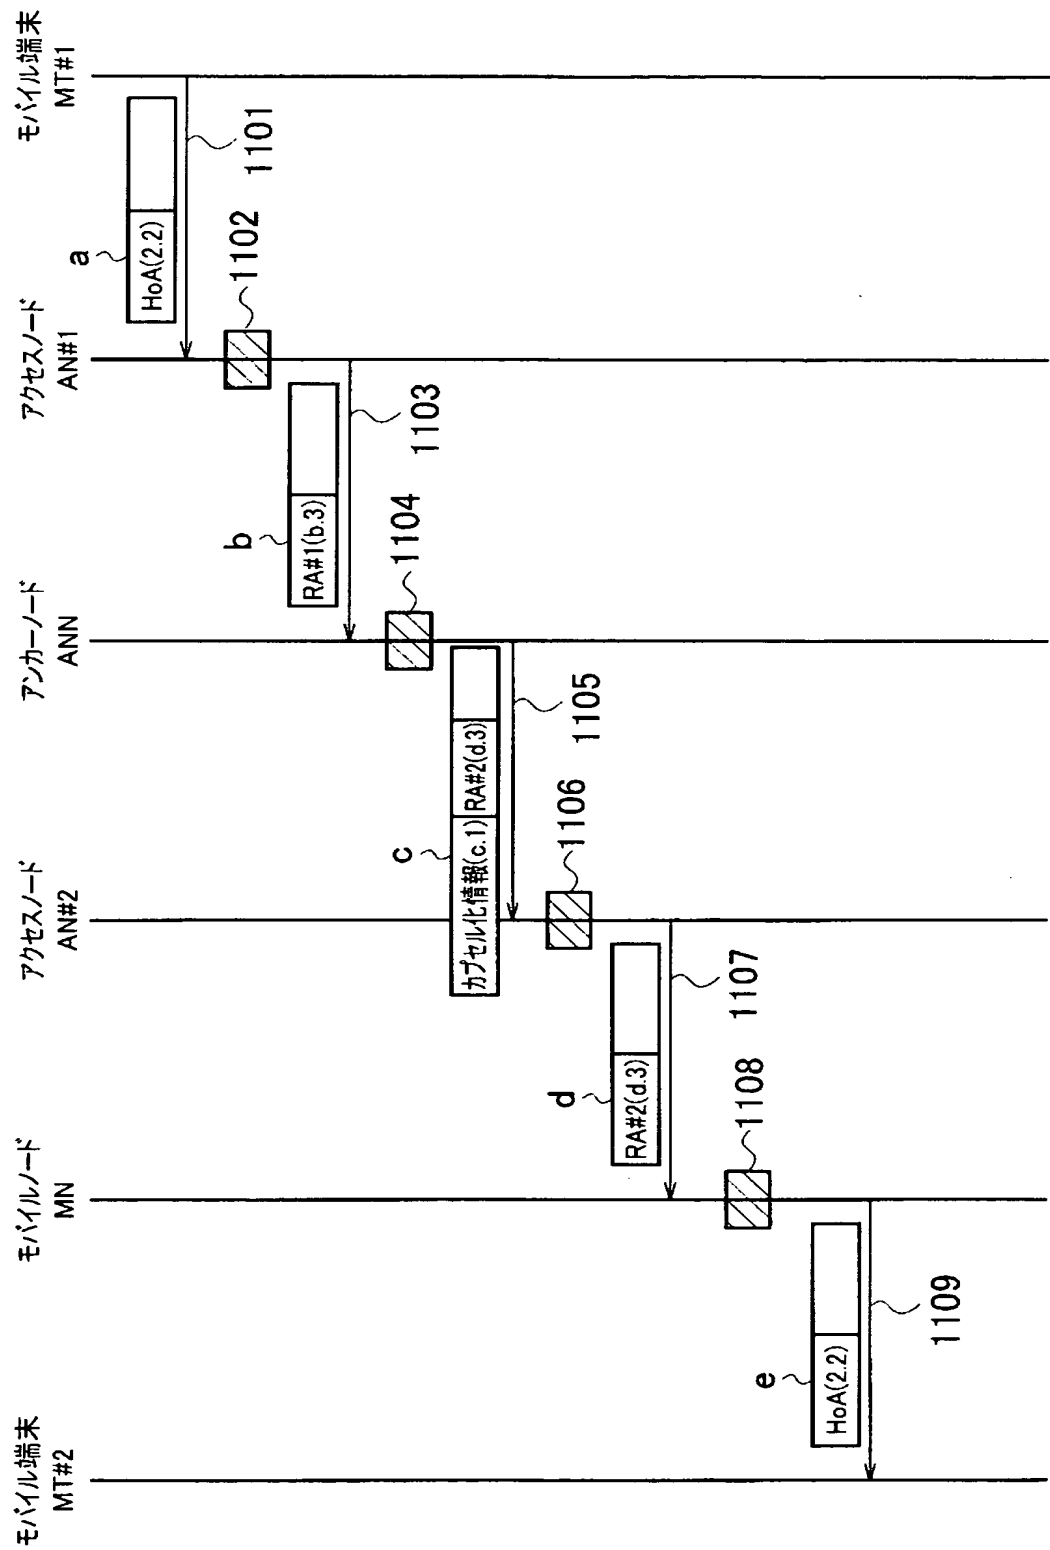 モバイル端末
MT#2
モバイルノード
MN
アクセスノード
AN#2
アンカーノード
ANN
アクセスノード
AN#1
モバイル端末
MT#1
a
HoA(2.2)
1101
1102
b
RA#1(b.3)
1103
1104
c
カプセル化情報(c.1)
RA#2(d.3)
1105
1106
d
RA#2(d.3)
1107
1108
e
HoA(2.2)
1109